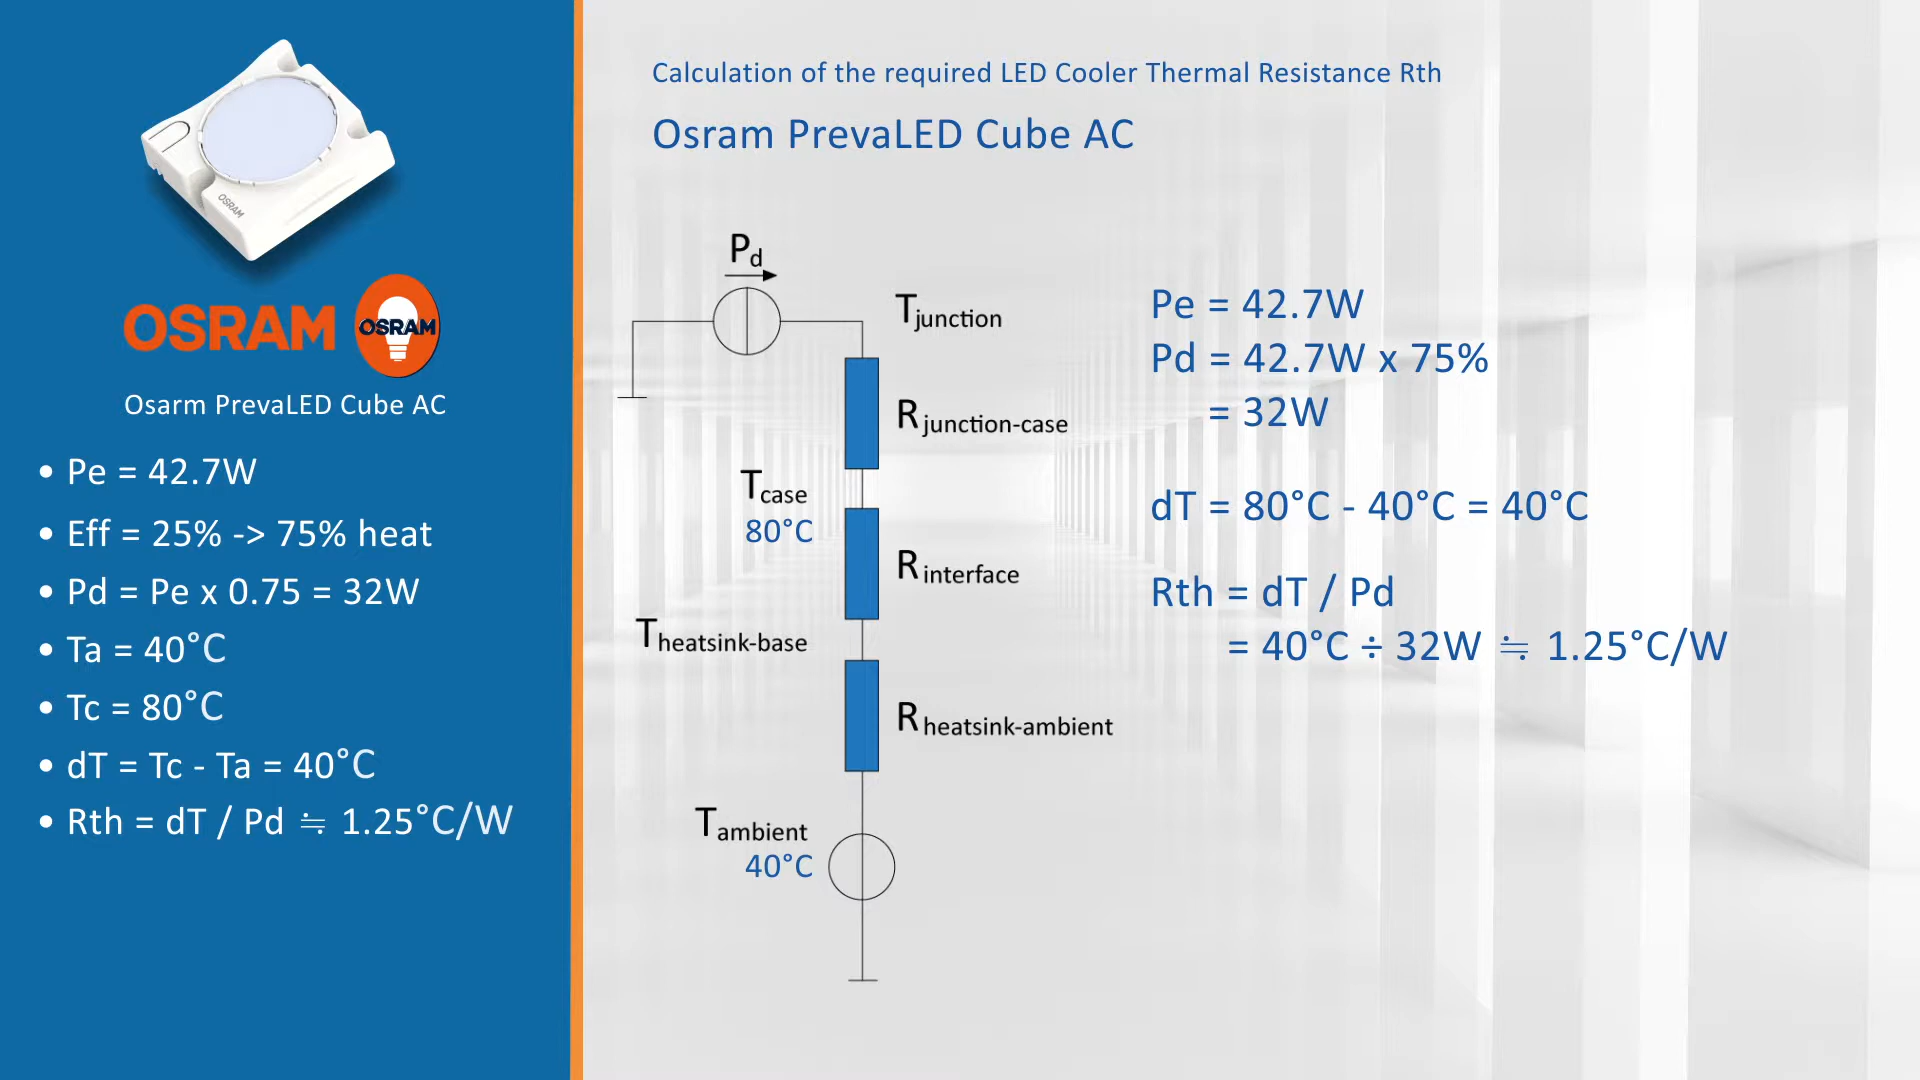 OSRAM
OSRAM OSRAM
Osarm PrevaLED Cube AC
• Pe = 42.7W
• Eff = 25% -> 75% heat
• Pd = Pe x 0.75 = 32W
• Ta = 40°C
• Tc = 80°C
• dT = Tc - Ta = 40°C
• Rth = dT / Pd ≒ 1.25°C/W
Calculation of the required LED Cooler Thermal Resistance Rth
Osram PrevaLED Cube AC
Pd
Tjunction
Rjunction-case
Tcase
80°C
Rinterface
Theatsink-base
Rheatsink-ambient
Tambient
40°C
Pe = 42.7W
Pd = 42.7W x 75%
= 32W
dT = 80°C - 40°C = 40°C
Rth = dT / Pd
= 40°C ÷ 32W ≒ 1.25°C/W